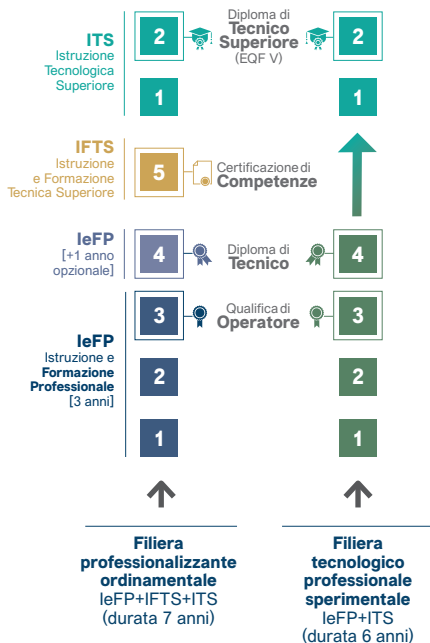 ITS
Istruzione
Tecnologica
Superiore
2
Diploma di
Tecnico
Superiore
(EQF V)
2
1
1
IFTS
Istruzione
e Formazione
Tecnica Superiore
5
Certificazione di
Competenze
IeFP
[+1 anno
opzionale]
4
Diploma di
Tecnico
4
IeFP
Istruzione e
Formazione
Professionale
[3 anni]
3
Qualifica di
Operatore
3
2
2
1
1
Filiera
professionalizzante
ordinamentale
IeFP+IFTS+ITS
(durata 7 anni)
Filiera
tecnologico
professionale
sperimentale
IeFP+ITS
(durata 6 anni)